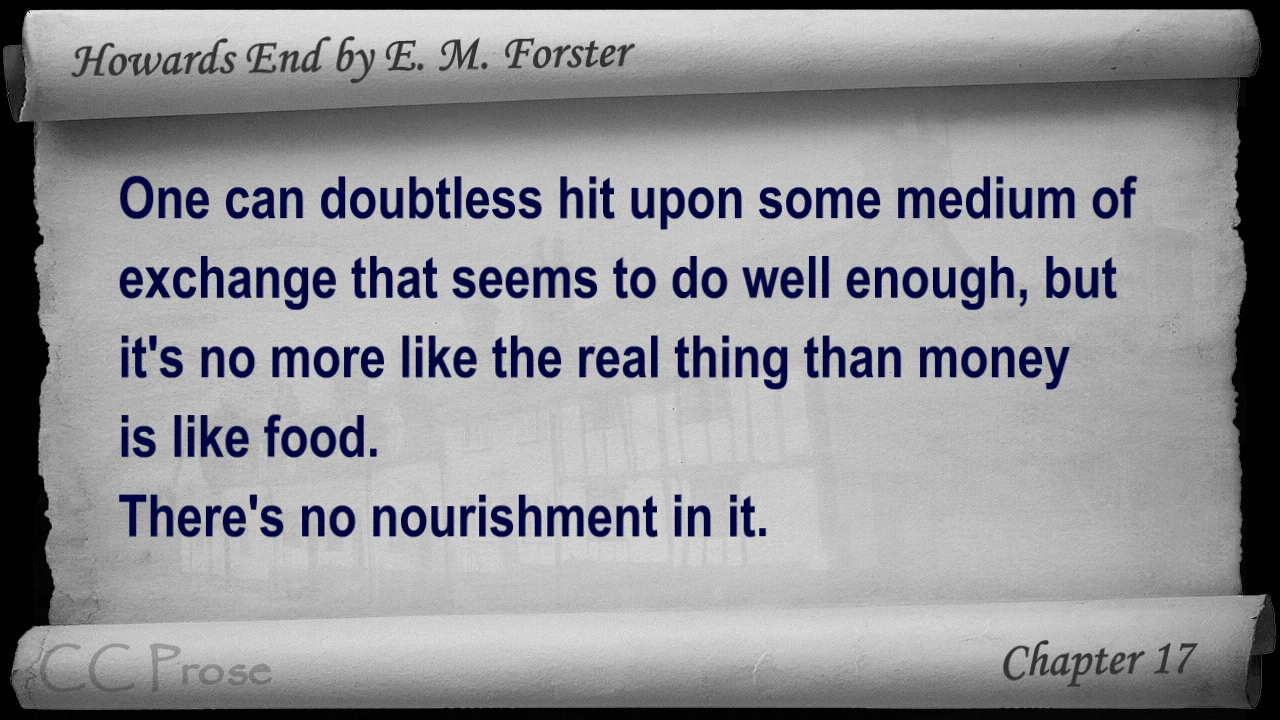 Howards End by E. M. Forster
One can doubtless hit upon some medium of
exchange that seems to do well enough, but
it's no more like the real thing than money
is like food.
There's no nourishment in it.
CC Prose
Chapter 17